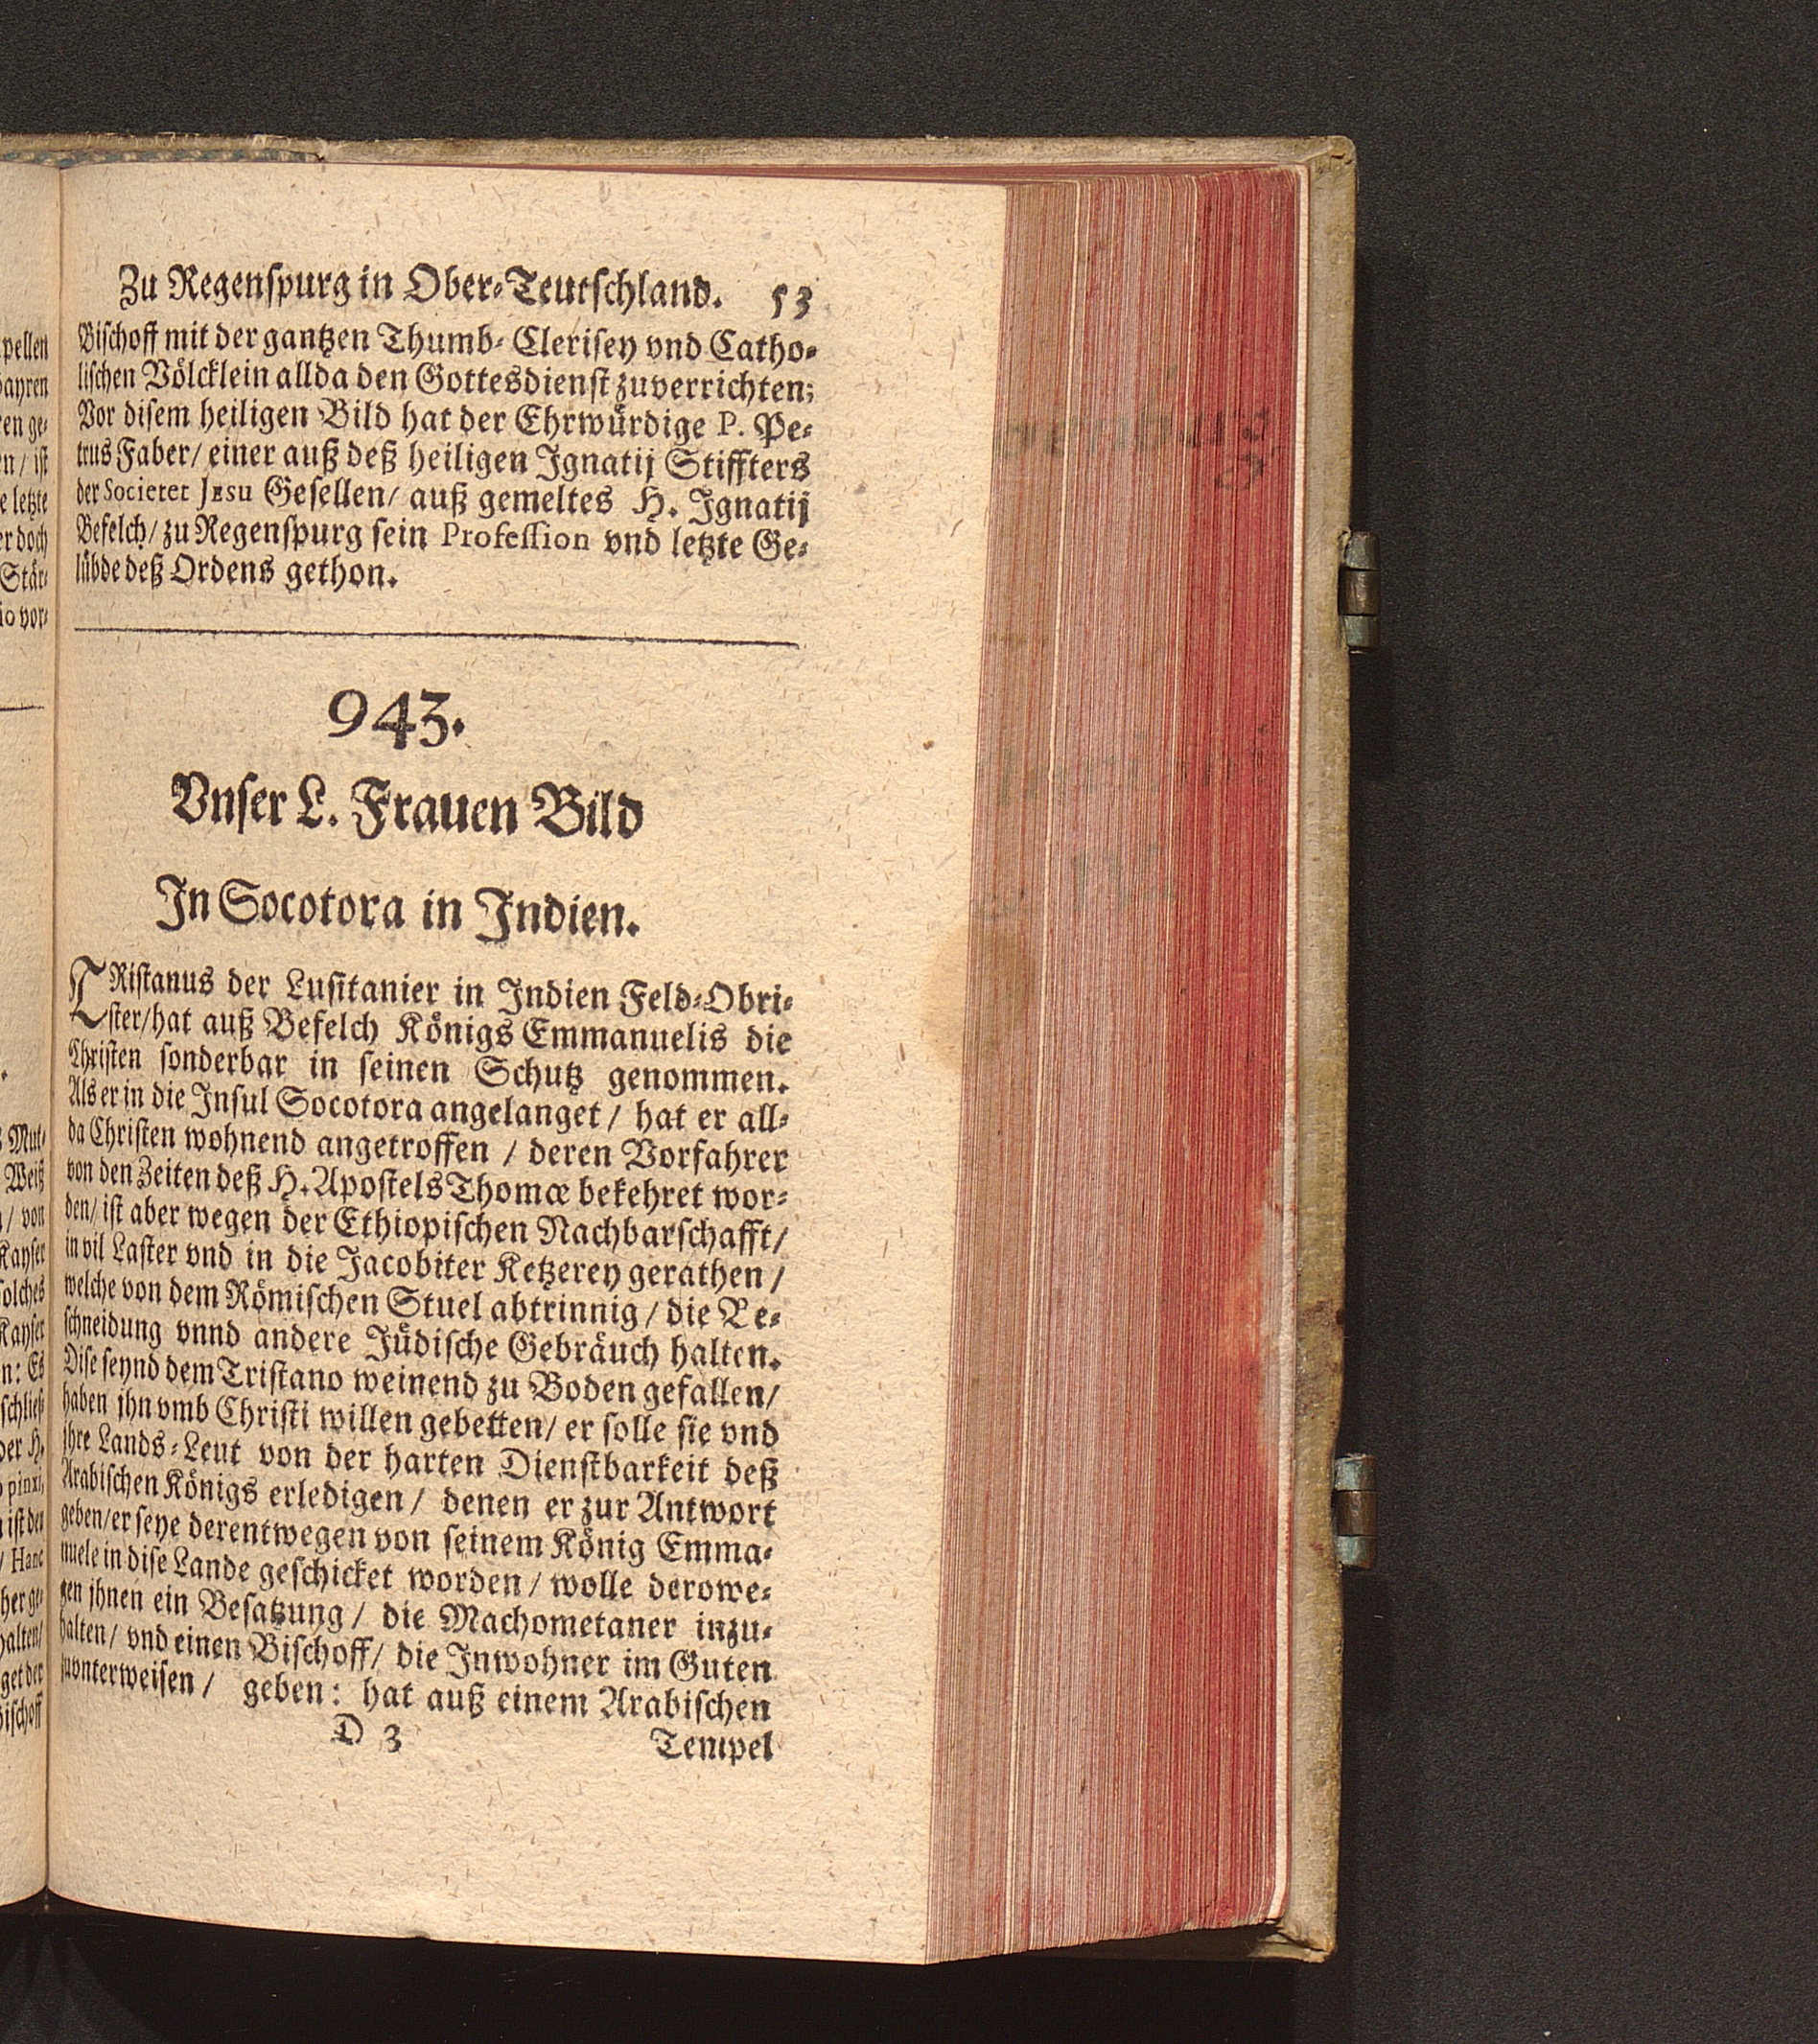 Zu Regenspurg in Ober-Teutschland. 53
Bischoff mit der gantzen Thumb-Clerisey vnd Catho-
lischen Völcklein allda den Gottesdienst zuverrichten;
Vor disem heiligen Bild hat der Ehrwürdige P. Pe-
trus Faber/ einer auß deß heiligen Ignatij Stiffters
der Societet JEsu Gesellen/ auß gemeltes H. Ignatij
Befelch/ zu Regenspurg sein Profession vnd letzte Ge-
lübde deß Ordens gethon.
943.
Vnser L. Frauen Bild
In Socotora in Indien.
TRistanus der Lusitanier in Indien Feld-Obri-
ster/hat auß Befelch Königs Emmanuelis die
Christen sonderbar in seinen Schutz genommen.
Als er in die Insul Socotora angelanget/ hat er all-
da Christen wohnend angetroffen / deren Vorfahrer
von den Zeiten deß H. Apostels Thomæ bekehret wor-
den/ ist aber wegen der Ethiopischen Nachbarschafft/
in vil Laster vnd in die Jacobiter Ketzerey gerathen /
welche von dem Römischen Stuel abtrinnig / die Be-
schneidung vnnd andere Jüdische Gebräuch halten.
Dise seynd dem Tristano weinend zu Boden gefallen/
haben jhn vmb Christi willen gebetten/ er solle sie vnd
jhre Lands-Leut von der harten Dienstbarkeit deß
Arabischen Königs erledigen / denen er zur Antwort
geben/er seye derentwegen von seinem König Emma-
nuele in dise Lande geschicket worden/ wolle derowe-
gen jhnen ein Besatzung/ die Machometaner inzu-
halten/ vnd einen Bischoff/ die Inwohner im Guten
zuvnterweisen / geben: hat auß einem Arabischen
D 3 Tempel